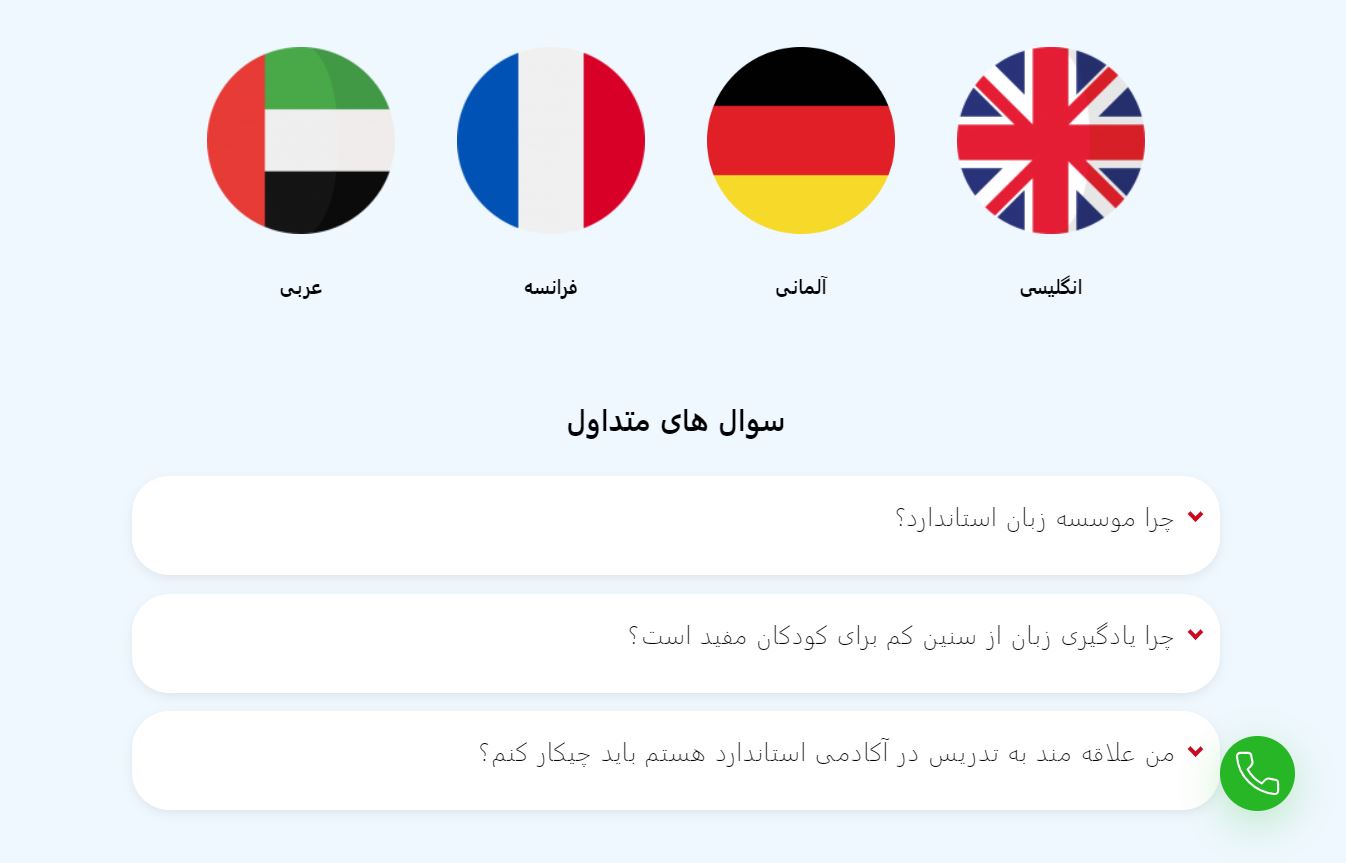 انگلیسی
آلمانی
فرانسه
عربی
سوال های متداول
چرا موسسه زبان استاندارد؟
چرا یادگیری زبان از سنین کم برای کودکان مفید است؟
من علاقه مند به تدریس در آکادمی استاندارد هستم باید چیکار کنم؟